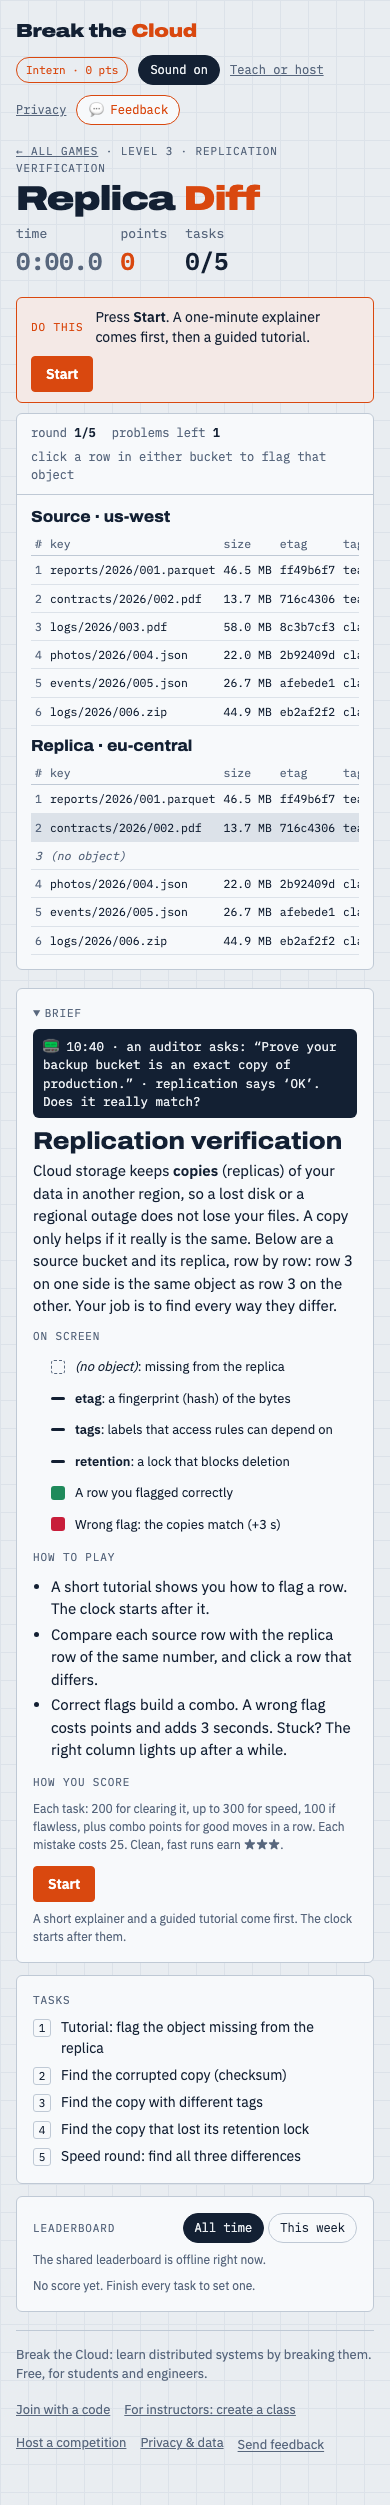 Break the Cloud
Intern · 0 pts
Sound on
Teach or host
Privacy
💬 Feedback
← ALL GAMES · LEVEL 3 · REPLICATION
VERIFICATION
Replica Diff
time points tasks
0:00.0 0 0/5
DO THIS
Press Start. A one-minute explainer
comes first, then a guided tutorial.
Start
round 1/5 problems left 1
click a row in either bucket to flag that
object
Source · us-west
# key size etag
1 reports/2026/001.parquet 46.5 MB ff49b6f7
2 contracts/2026/002.pdf 13.7 MB 716c4306
3 logs/2026/003.pdf 58.0 MB 8c3b7cf3
4 photos/2026/004.json 22.0 MB 2b92409d
5 events/2026/005.json 26.7 MB afebede1
6 logs/2026/006.zip 44.9 MB eb2af2f2
Replica · eu-central
# key size etag
1 reports/2026/001.parquet 46.5 MB ff49b6f7
2 contracts/2026/002.pdf 13.7 MB 716c4306
3 (no object)
4 photos/2026/004.json 22.0 MB 2b92409d
5 events/2026/005.json 26.7 MB afebede1
6 logs/2026/006.zip 44.9 MB eb2af2f2
▼ BRIEF
10:40 · an auditor asks: “Prove your
backup bucket is an exact copy of
production.” · replication says ‘OK’.
Does it really match?
Replication verification
Cloud storage keeps copies (replicas) of your
data in another region, so a lost disk or a
regional outage does not lose your files. A copy
only helps if it really is the same. Below are a
source bucket and its replica, row by row: row 3
on one side is the same object as row 3 on the
other. Your job is to find every way they differ.
ON SCREEN
(no object): missing from the replica
etag: a fingerprint (hash) of the bytes
tags: labels that access rules can depend on
retention: a lock that blocks deletion
A row you flagged correctly
Wrong flag: the copies match (+3 s)
HOW TO PLAY
• A short tutorial shows you how to flag a row.
The clock starts after it.
• Compare each source row with the replica
row of the same number, and click a row that
differs.
• Correct flags build a combo. A wrong flag
costs points and adds 3 seconds. Stuck? The
right column lights up after a while.
HOW YOU SCORE
Each task: 200 for clearing it, up to 300 for speed, 100 if
flawless, plus combo points for good moves in a row. Each
mistake costs 25. Clean, fast runs earn ★★★.
Start
A short explainer and a guided tutorial come first. The clock
starts after them.
TASKS
1 Tutorial: flag the object missing from the
replica
2 Find the corrupted copy (checksum)
3 Find the copy with different tags
4 Find the copy that lost its retention lock
5 Speed round: find all three differences
LEADERBOARD
All time
This week
The shared leaderboard is offline right now.
No score yet. Finish every task to set one.
Break the Cloud: learn distributed systems by breaking them.
Free, for students and engineers.
Join with a code For instructors: create a class
Host a competition Privacy & data Send feedback